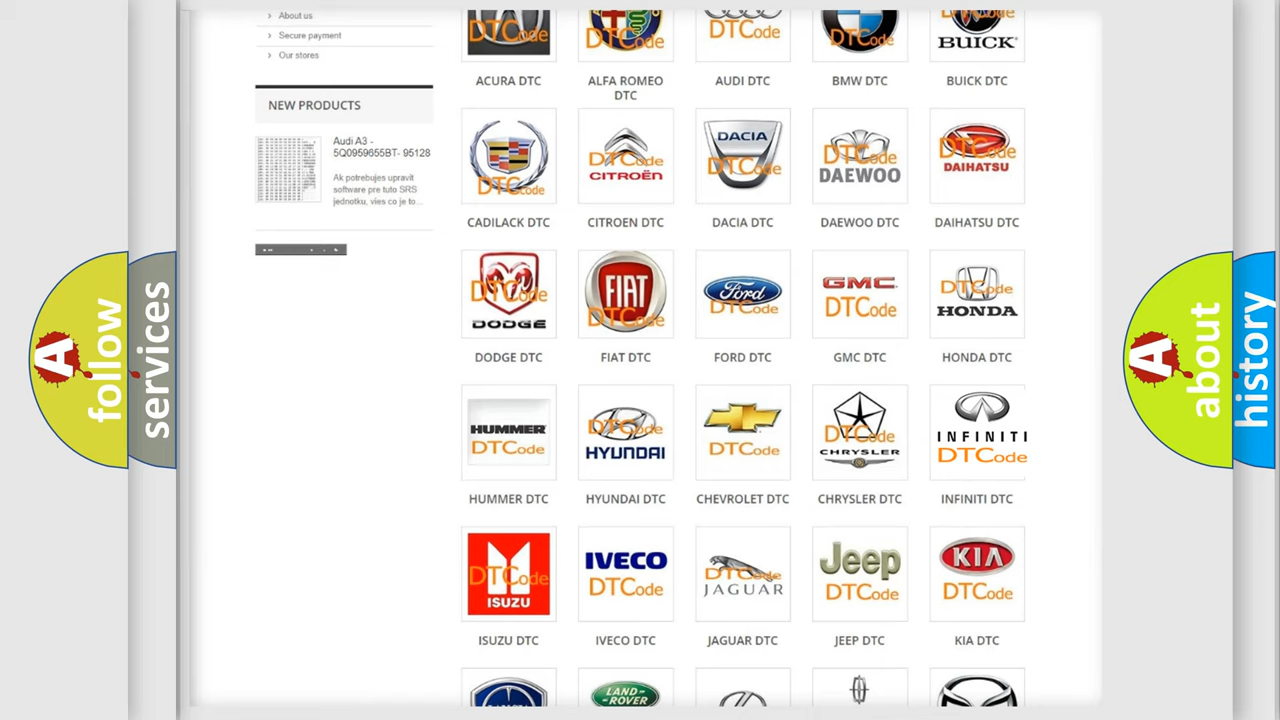 About us
Secure payment
Our stores
NEW PRODUCTS
Audi A3 -
5Q0959655BT- 95128
Ak potrebujes upravit
software pre tuto SRS
jednotku, vies co je to...
DTCode DTCode DTCode DTCode BUICK
ACURA DTC ALFA ROMEO DTC AUDI DTC BMW DTC BUICK DTC
DTCode
DTCode CITROËN
DACIA DTCode
DTCode DAEWOO
DTCode DAIHATSU
CADILACK DTC CITROEN DTC DACIA DTC DAEWOO DTC DAIHATSU DTC
DTCode DODGE
FIAT DTCode
Ford DTCode
GMC DTCode
DTCode HONDA
DODGE DTC FIAT DTC FORD DTC GMC DTC HONDA DTC
HUMMER DTCode
DTCode HYUNDAI
DTCode
DTCode CHRYSLER
INFINITI DTCode
HUMMER DTC HYUNDAI DTC CHEVROLET DTC CHRYSLER DTC INFINITI DTC
DTCode ISUZU
IVECO DTCode
DTCode JAGUAR
Jeep DTCode
KIA DTCode
ISUZU DTC IVECO DTC JAGUAR DTC JEEP DTC KIA DTC
LAND-
ROVER
A follow
services
A about
history